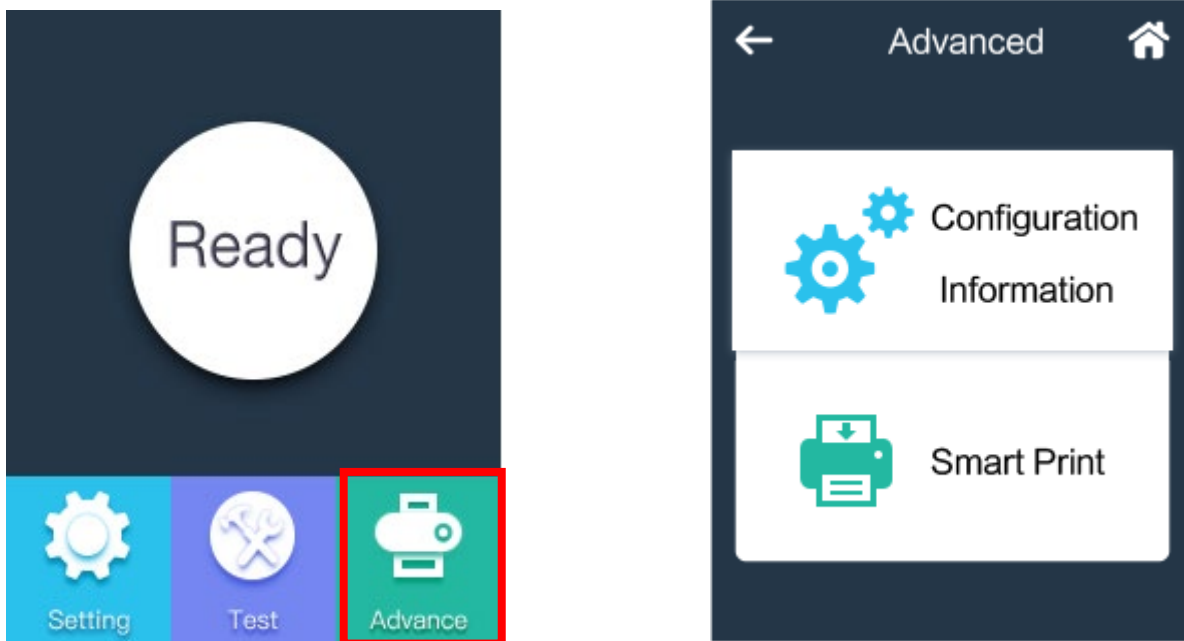 Ready
Setting
Test
Advance
Advanced
Configuration
Information
Smart Print